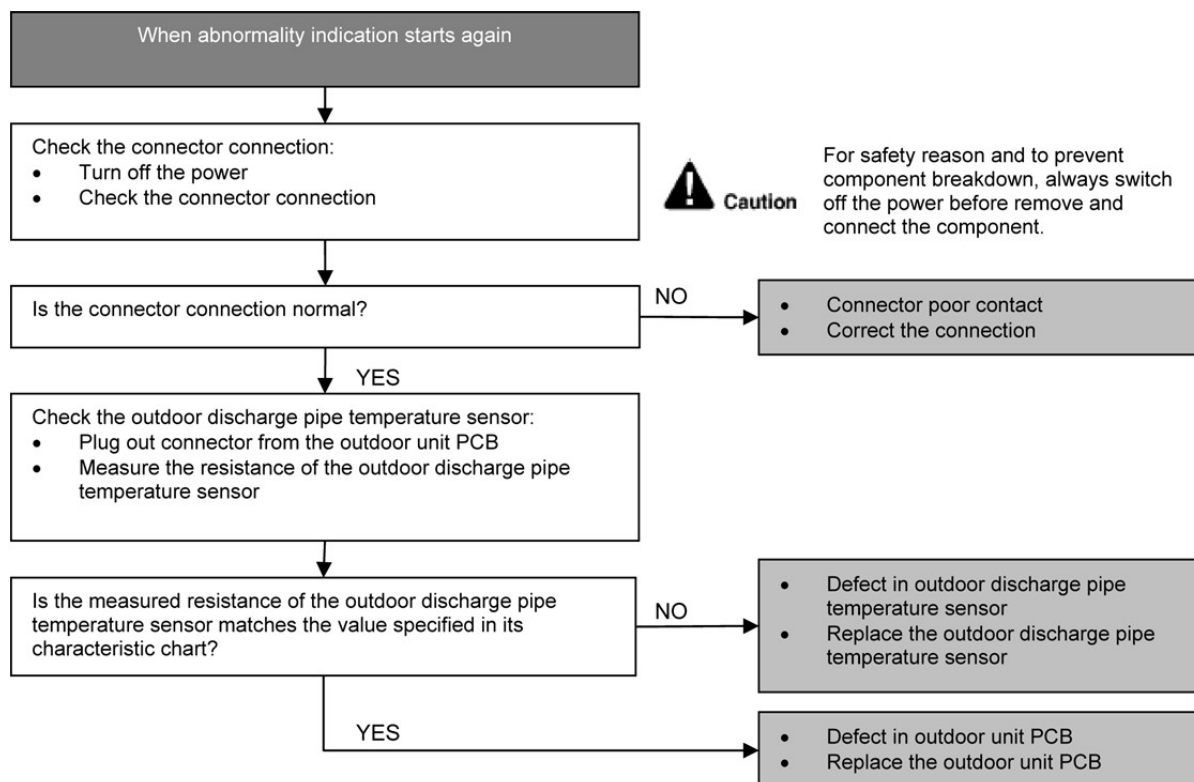 When abnormality indication starts again
Check the connector connection:
• Turn off the power
• Check the connector connection
Caution
For safety reason and to prevent
component breakdown, always switch
off the power before remove and
connect the component.
Is the connector connection normal?
NO
• Connector poor contact
• Correct the connection
YES
Check the outdoor discharge pipe temperature sensor:
• Plug out connector from the outdoor unit PCB
• Measure the resistance of the outdoor discharge pipe
temperature sensor
Is the measured resistance of the outdoor discharge pipe
temperature sensor matches the value specified in its
characteristic chart?
NO
• Defect in outdoor discharge pipe
temperature sensor
• Replace the outdoor discharge pipe
temperature sensor
YES
• Defect in outdoor unit PCB
• Replace the outdoor unit PCB